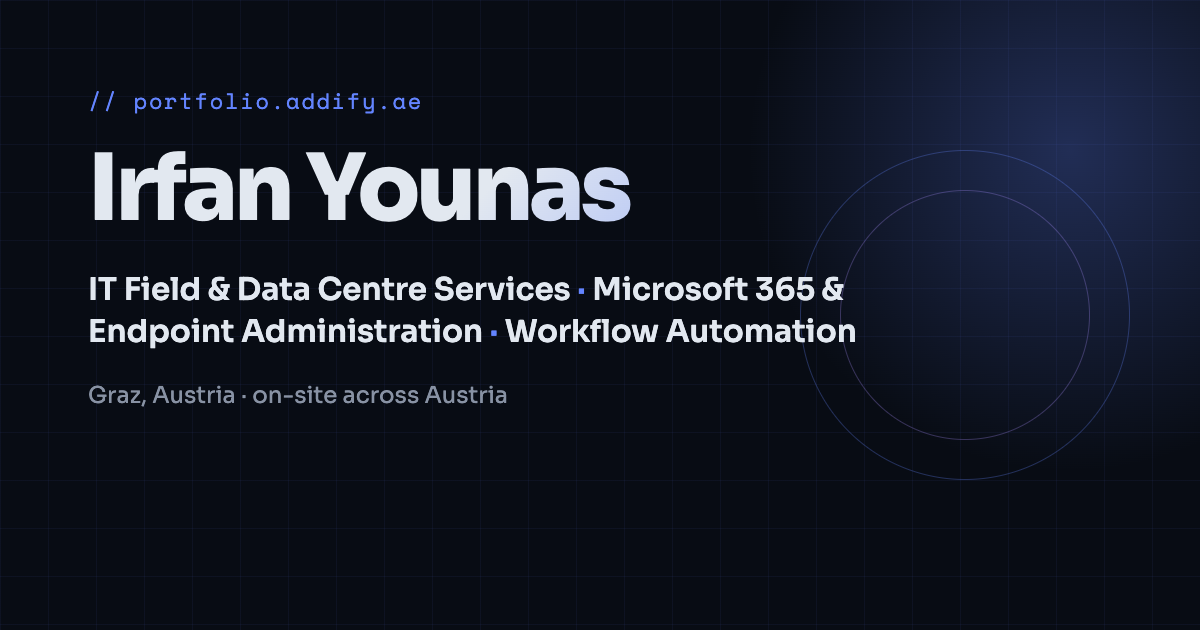 // portfolio.addify.ae
Irfan Younas
IT Field & Data Centre Services · Microsoft 365 &
Endpoint Administration · Workflow Automation
Graz, Austria · on-site across Austria